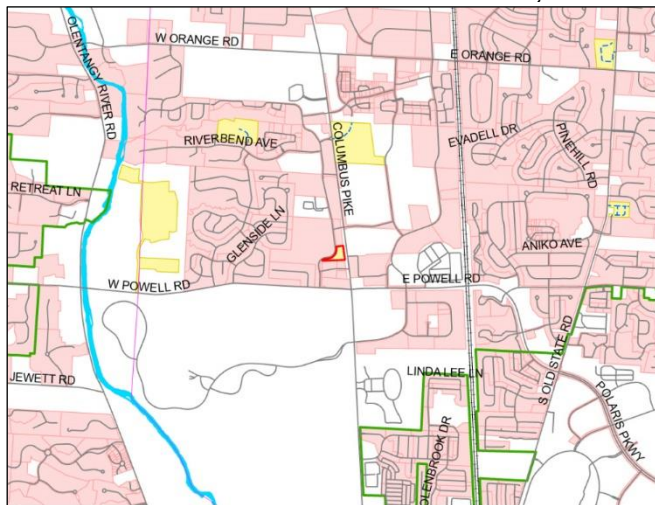 OLENTANGY RIVER RD
W ORANGE RD
E ORANGE RD
COLUMBUS PIKE
RIVERBEND AVE
EVADELL DR
PINEHILL RD
RETREAT LN
GLENSIDE LN
ANIKO AVE
W POWELL RD
E POWELL RD
S OLD STATE RD
JEWETT RD
LINDA LEE LN
POLARIS PKWY
OLENBROOK DR